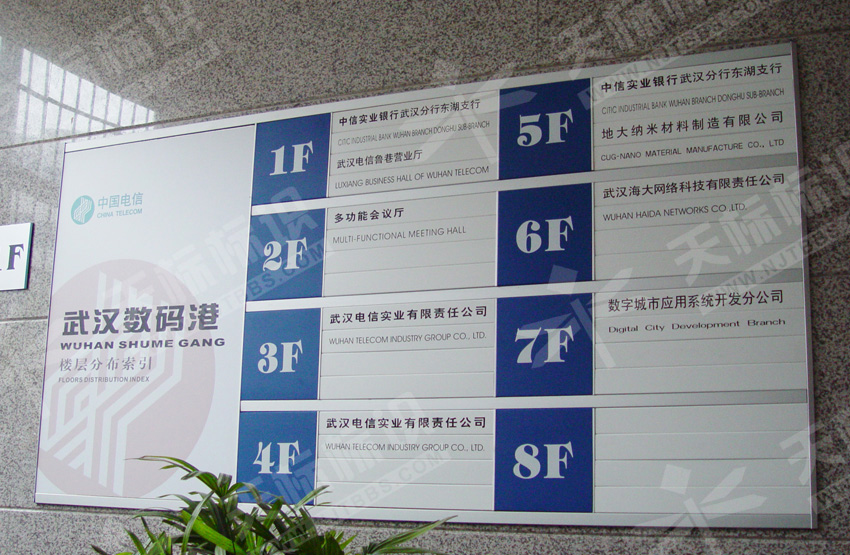 中国电信
CHINA TELECOM
武汉数码港
WUHAN SHUME GANG
楼层分布索引
FLOORS DISTRIBUTION INDEX
1F
中信实业银行武汉分行东湖支行
CITIC INDUSTRIAL BANK WUHAN BRANCH DONGHU SUB-BRANCH
武汉电信鲁巷营业厅
LUXIANG BUSINESS HALL OF WUHAN TELECOM
2F
多功能会议厅
MULTI-FUNCTIONAL MEETING HALL
3F
武汉电信实业有限责任公司
WUHAN TELECOM INDUSTRY GROUP CO., LTD.
4F
武汉电信实业有限责任公司
WUHAN TELECOM INDUSTRY GROUP CO., LTD.
5F
中信实业银行武汉分行东湖支行
CITIC INDUSTRIAL BANK WUHAN BRANCH DONGHU SUB-BRANCH
地大纳米材料制造有限公司
CUG-NANO MATERIAL MANUFACTURE CO., LTD
6F
武汉海大网络科技有限责任公司
WUHAN HAIDA NETWORKS CO.,LTD.
7F
数字城市应用系统开发分公司
Digital City Development Branch
8F
1F
天标标识
WWW.NJTBBS.COM